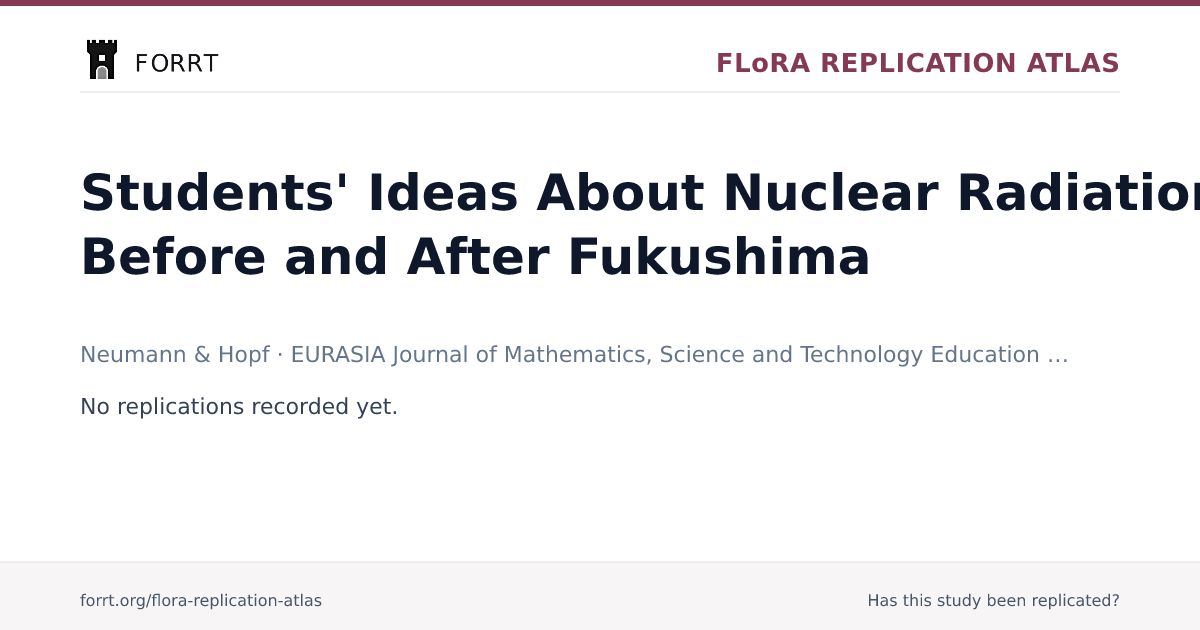 FORRT
FLoRA REPLICATION ATLAS
Students' Ideas About Nuclear Radiation
Before and After Fukushima
Neumann & Hopf · EURASIA Journal of Mathematics, Science and Technology Education …
No replications recorded yet.
forrt.org/flora-replication-atlas
Has this study been replicated?